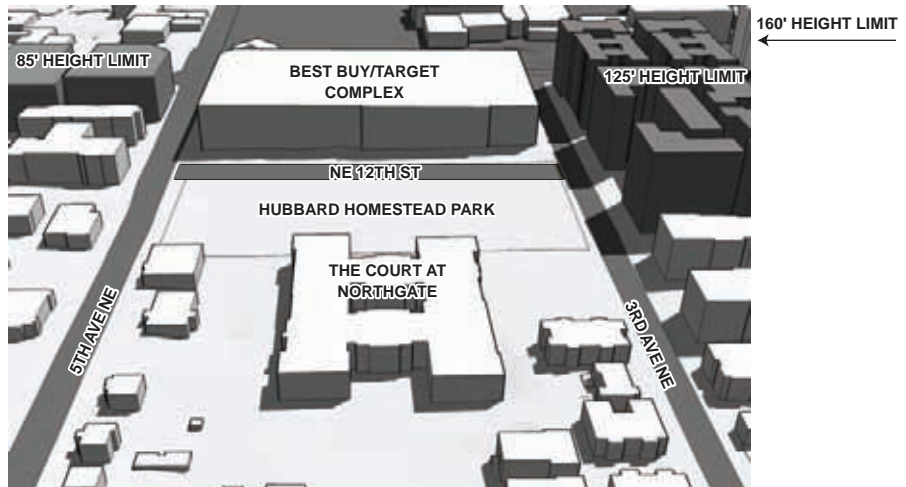 160' HEIGHT LIMIT
85' HEIGHT LIMIT
BEST BUY/TARGET
COMPLEX
125' HEIGHT LIMIT
NE 12TH ST
HUBBARD HOMESTEAD PARK
THE COURT AT
NORTHGATE
5TH AVE NE
3RD AVE NE